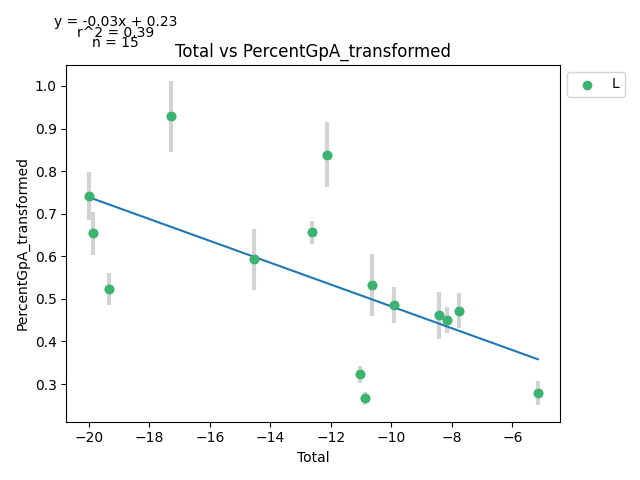 y = -0.03x + 0.23
r^2 = 0.39
n = 15
Total vs PercentGpA_transformed
L
PercentGpA_transformed
1.0
0.9
0.8
0.7
0.6
0.5
0.4
0.3
−20
−18
−16
−14
−12
−10
−8
−6
Total